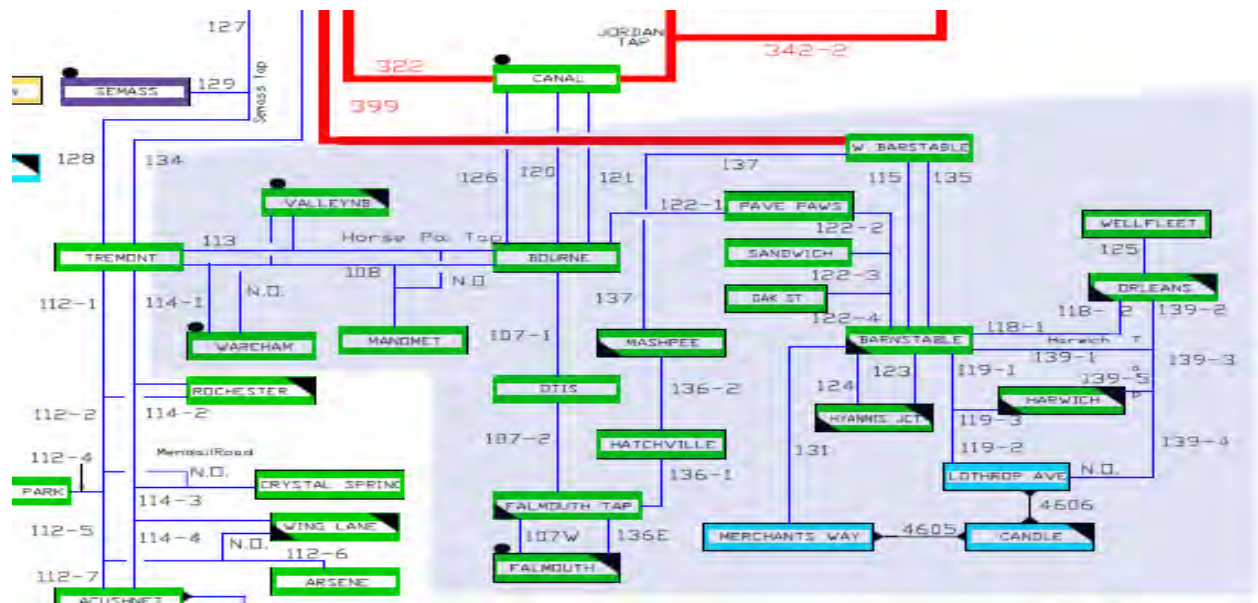 127
JORDAN
TAP
342-2
322
CANAL
SEMASS
129
Semass Tap
399
128
134
W. BARSTABLE
137
126
120
121
115
135
VALLEYNB
122-1
PAVE PAWS
WELLFLEET
122-2
113
Horse Po. Tap
TREMONT
BOURNE
SANDWICH
125
108
N.O
122-3
ORLEANS
112-1
114-1
N.O.
137
OAK ST
118-2
139-2
122-4
118-1
WAREHAM
MANOMET
107-1
MASHPEE
BARNSTABLE
Harwich T
139-1
139-3
123
119-1
139-5
ROCHESTER
OTIS
136-2
124
HARWICH
112-2
114-2
HYANNIS JCT
119-3
107-2
HATCHVILLE
131
119-2
139-4
MendallRoad
112-4
N.O.
136-1
LOTHROP AVE
N.O.
PARK
CRYSTAL SPRING
114-3
FALMOUTH TAP
4606
112-5
WING LANE
114-4
N.O.
107W
136E
MERCHANTS WAY
4605
CANDLE
112-6
112-7
FALMOUTH
ARSENE
ACUSHNET